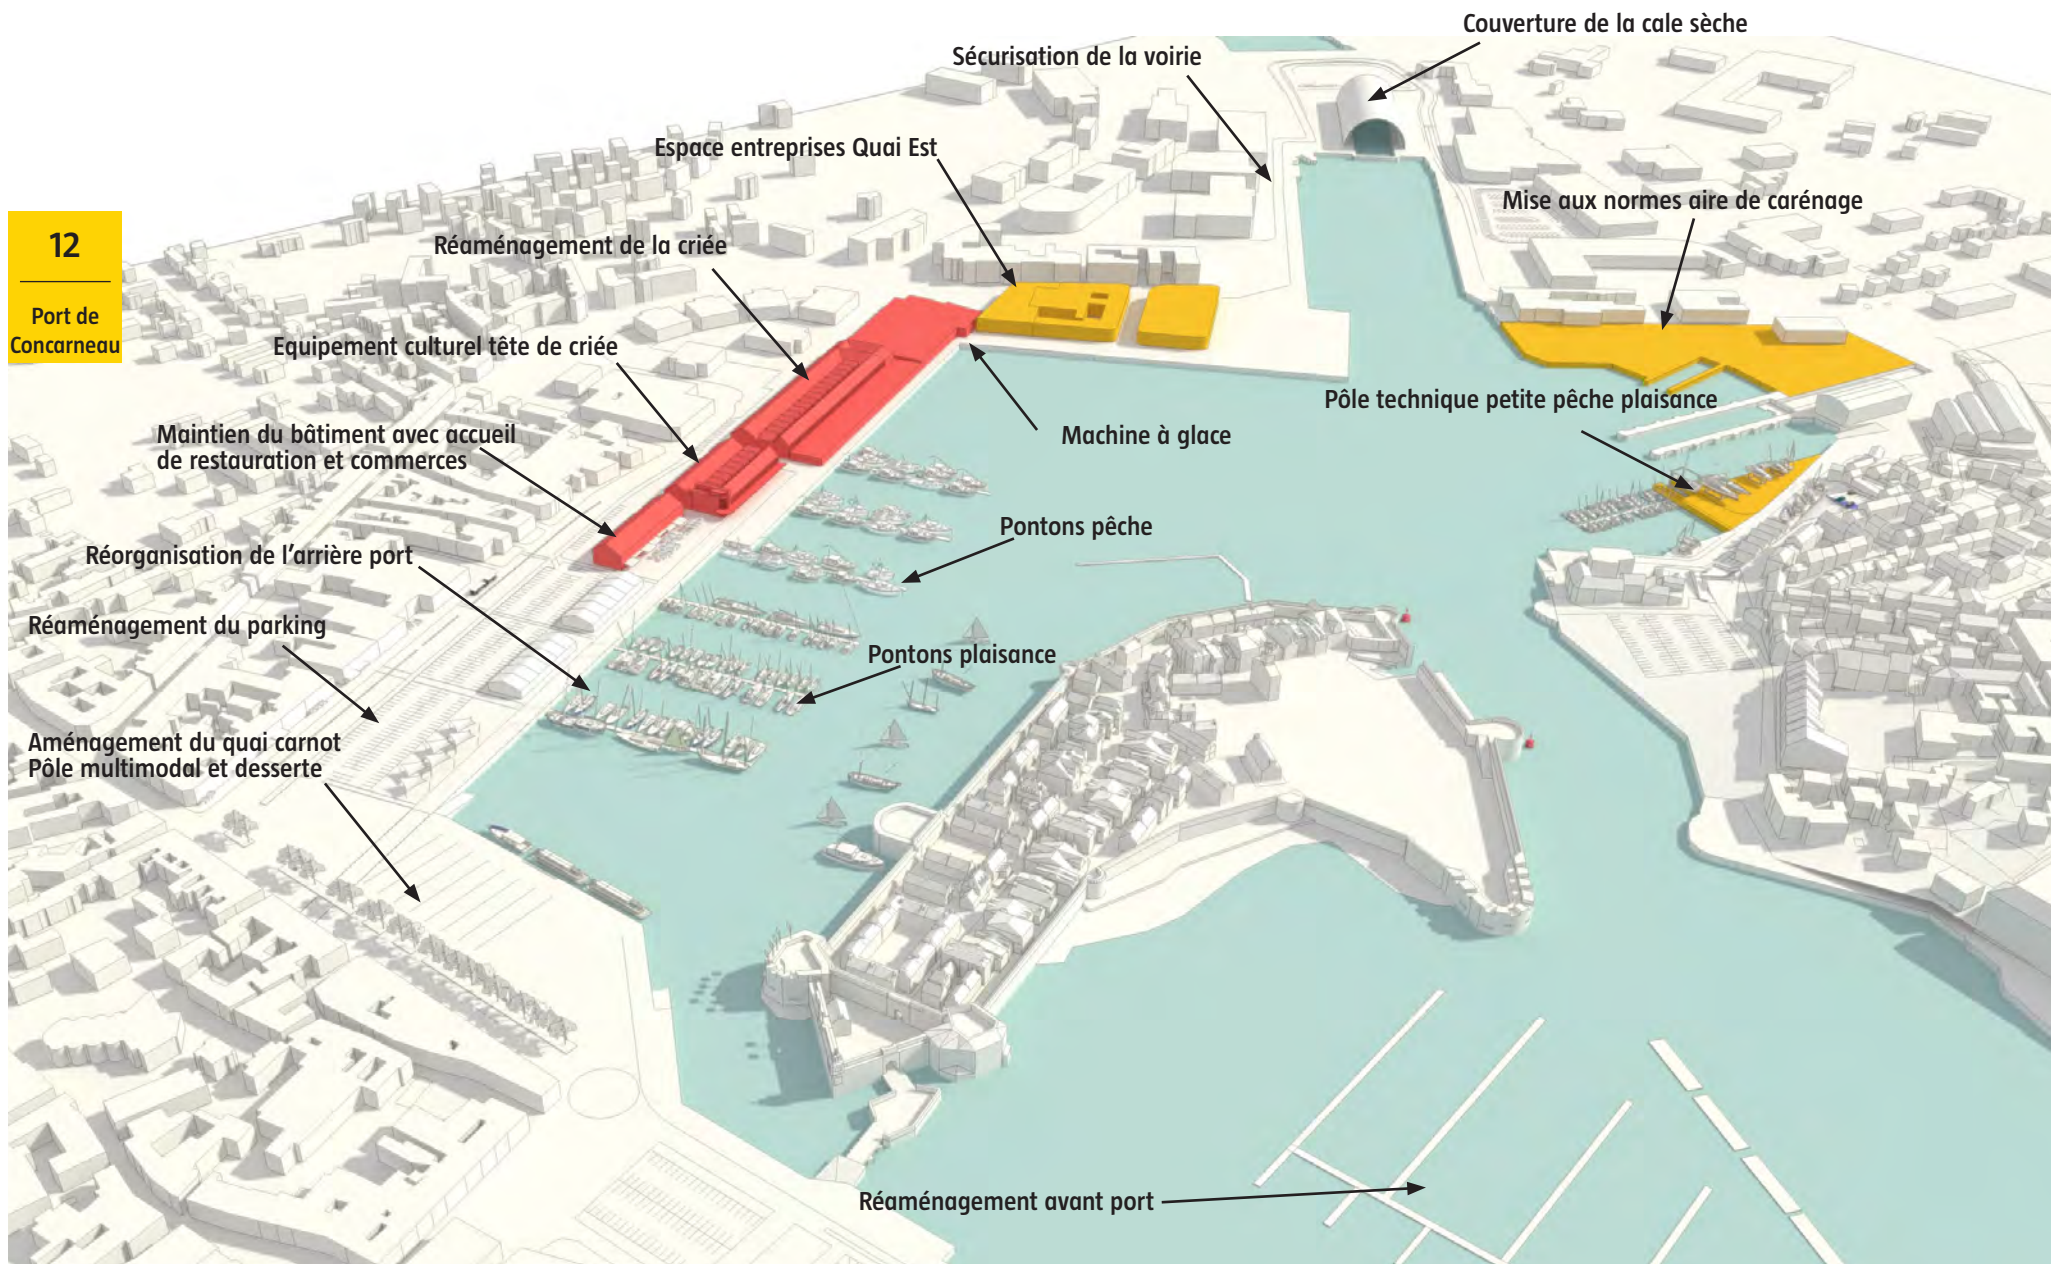 Couverture de la cale sèche
Sécurisation de la voirie
Espace entreprises Quai Est
Mise aux normes aire de carénage
12
Port de
Concarneau
Réaménagement de la criée
Equipement culturel tête de criée
Pôle technique petite pêche plaisance
Maintien du bâtiment avec accueil
de restauration et commerces
Machine à glace
Pontons pêche
Réorganisation de l'arrière port
Réaménagement du parking
Pontons plaisance
Aménagement du quai carnot
Pôle multimodal et desserte
Réaménagement avant port